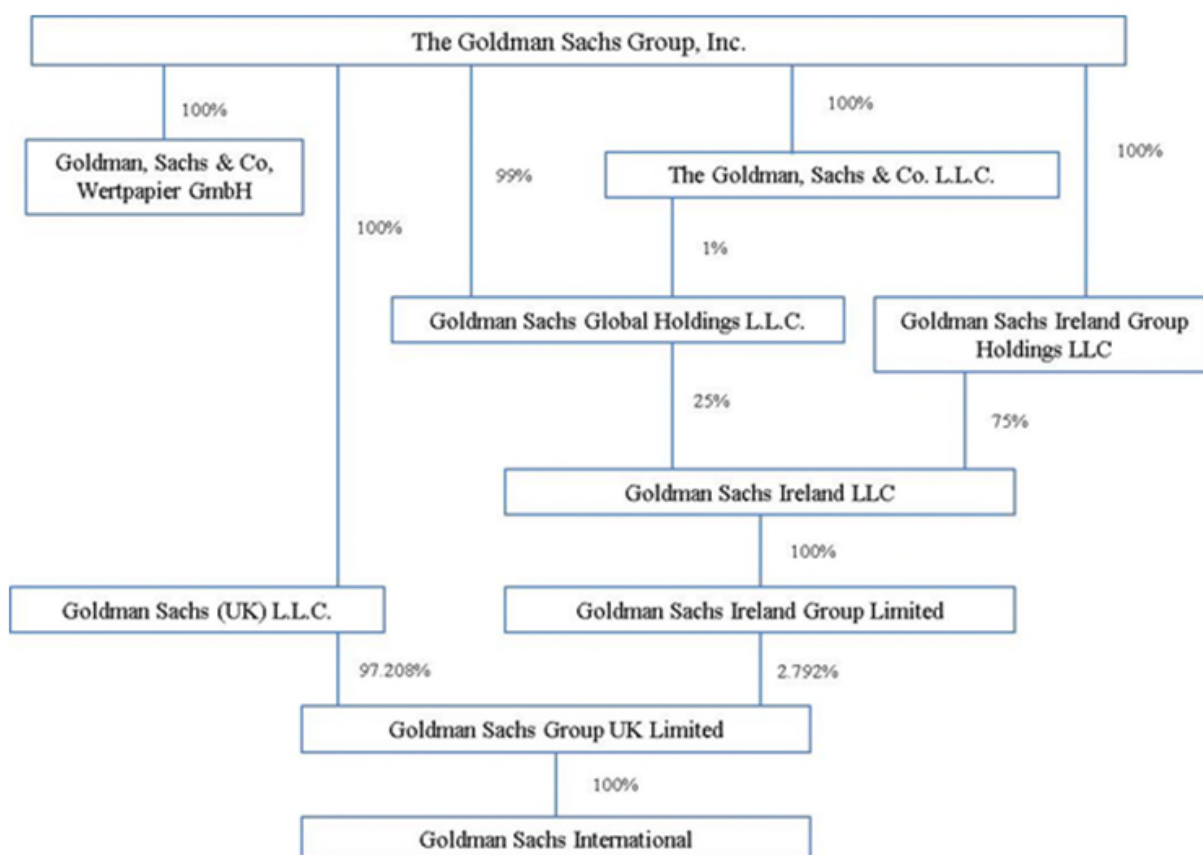 The Goldman Sachs Group, Inc.
100%
100%
Goldman, Sachs & Co,
Wertpapier GmbH
99%
The Goldman, Sachs & Co. L.L.C.
100%
100%
1%
Goldman Sachs Global Holdings L.L.C.
Goldman Sachs Ireland Group
Holdings LLC
25%
75%
Goldman Sachs Ireland LLC
100%
Goldman Sachs (UK) L.L.C.
Goldman Sachs Ireland Group Limited
97.208%
2.792%
Goldman Sachs Group UK Limited
100%
Goldman Sachs International